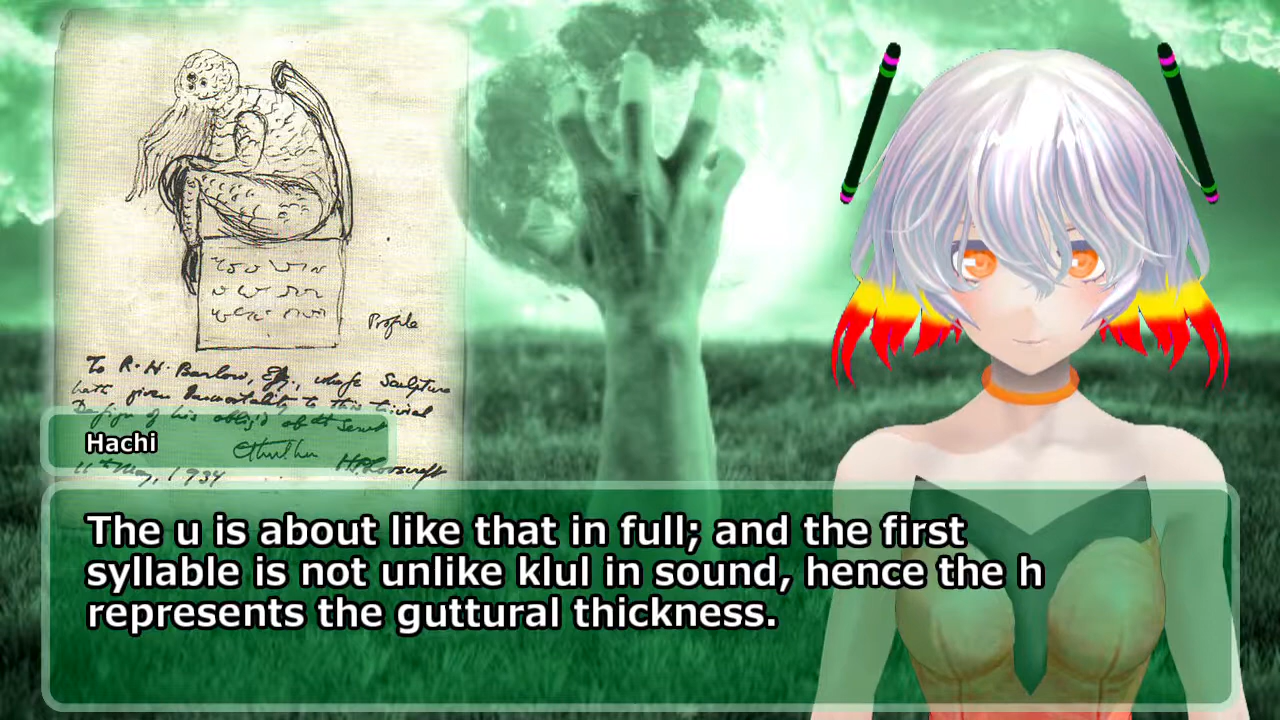 Profile
To R. H. Barlow, Esq., whose Sculpture
hath given Immortality to this trivial
Design of his oblig'd obt Servt
Cthulhu H P Lovecraft
11th May, 1934
Hachi
The u is about like that in full; and the first
syllable is not unlike klul in sound, hence the h
represents the guttural thickness.